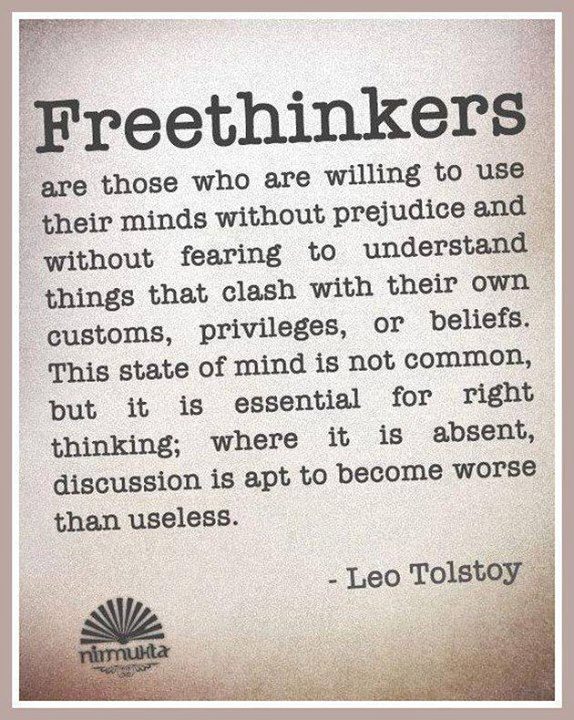 Freethinkers
are those who are willing to use
their minds without prejudice and
without fearing to understand
things that clash with their own
customs, privileges, or beliefs.
This state of mind is not common,
but it is essential for right
thinking; where it is absent,
discussion is apt to become worse
than useless.
- Leo Tolstoy
nirmukta